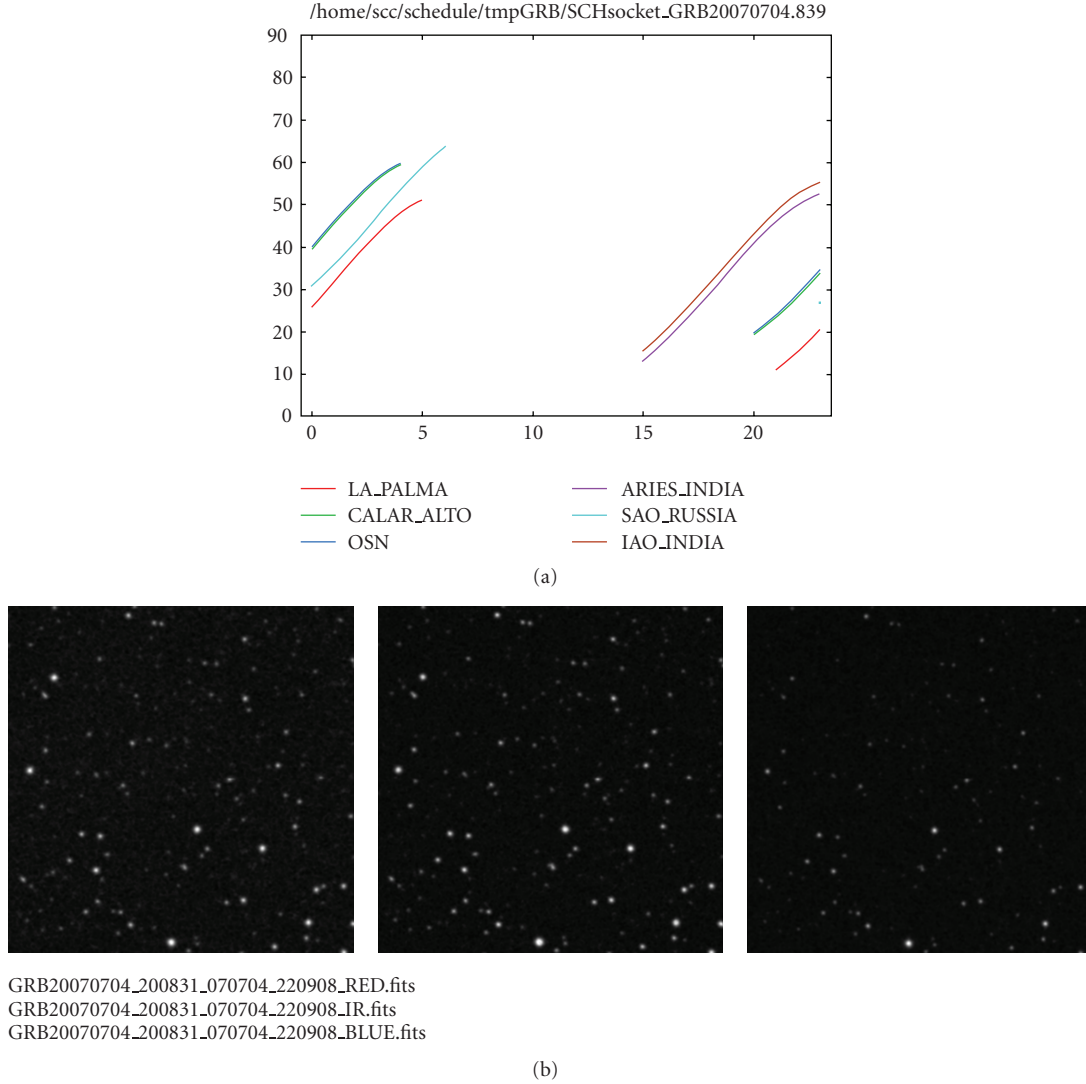 /home/scc/schedule/tmpGRB/SCHsocket_GRB20070704.839
90
80
70
60
50
40
30
20
10
0
0 5 10 15 20
LA_PALMA ARIES_INDIA
CALAR_ALTO SAO_RUSSIA
OSN IAO_INDIA
(a)
GRB20070704_200831_070704_220908_RED.fits
GRB20070704_200831_070704_220908_IR.fits
GRB20070704_200831_070704_220908_BLUE.fits
(b)